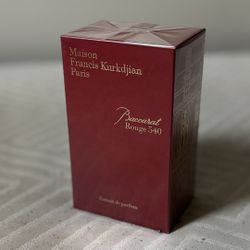 Maison
Francis Kurkdjian
Paris
Baccarat
Rouge 540
Extrait de parfum